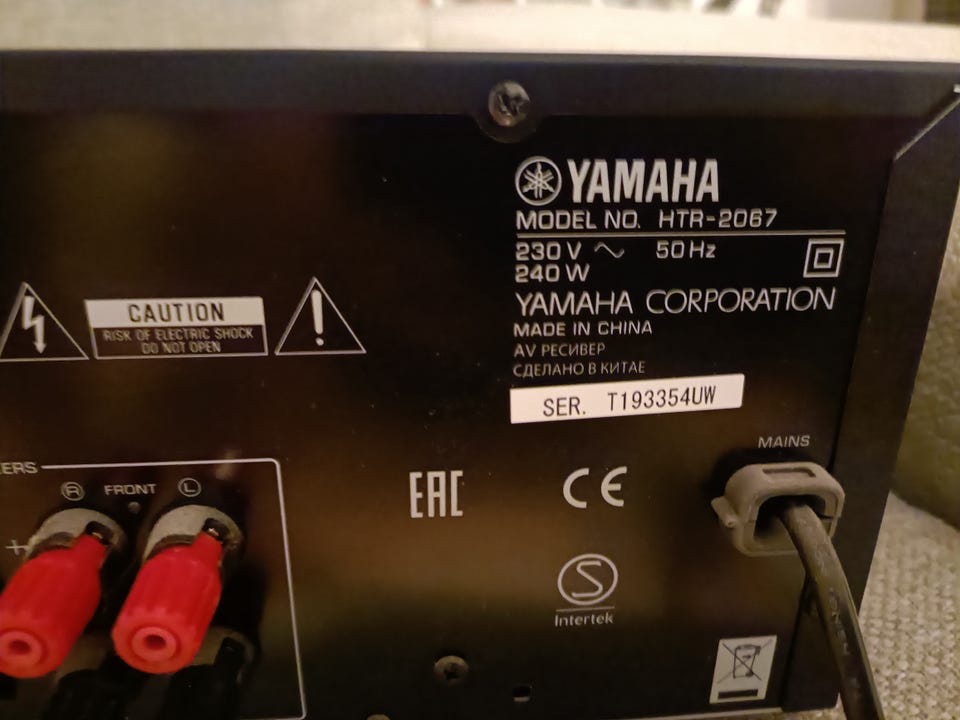 YAMAHA
MODEL NO. HTR-2067
230 V ~ 50 Hz
240 W
YAMAHA CORPORATION
MADE IN CHINA
AV РЕСИВЕР
СДЕЛАНО В КИТАЕ
SER. T193354UW
CAUTION
RISK OF ELECTRIC SHOCK
DO NOT OPEN
MAINS
ERS
R FRONT L
+
EAC
CE
S
Intertek